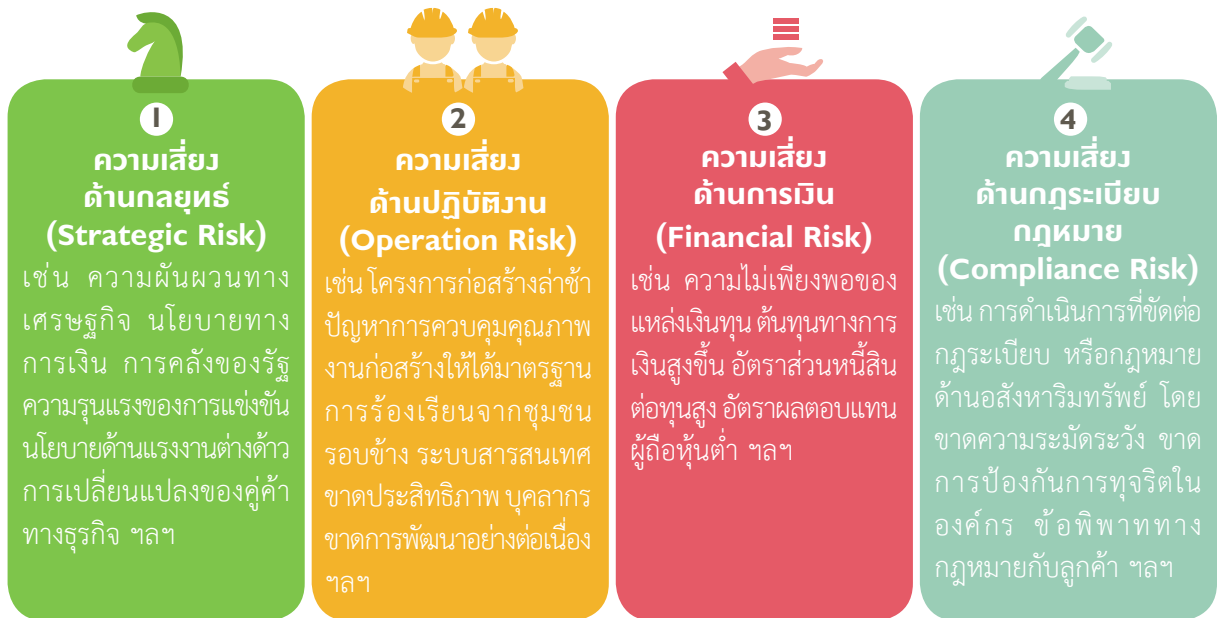 1
ความเสี่ยง
ด้านกลยุทธ์
(Strategic Risk)
เช่น ความผันผวนทาง
เศรษฐกิจ นโยบายทาง
การเงิน การคลังของรัฐ
ความรุนแรงของการแข่งขัน
นโยบายด้านแรงงานต่างด้าว
การเปลี่ยนแปลงของคู่ค้า
ทางธุรกิจ ฯลฯ
2
ความเสี่ยง
ด้านปฏิบัติงาน
(Operation Risk)
เช่น โครงการก่อสร้างล่าช้า
ปัญหาการควบคุมคุณภาพ
งานก่อสร้างให้ได้มาตรฐาน
การร้องเรียนจากชุมชน
รอบข้าง ระบบสารสนเทศ
ขาดประสิทธิภาพ บุคลากร
ขาดการพัฒนาอย่างต่อเนื่อง
ฯลฯ
3
ความเสี่ยง
ด้านการเงิน
(Financial Risk)
เช่น ความไม่เพียงพอของ
แหล่งเงินทุน ต้นทุนทางการ
เงินสูงขึ้น อัตราส่วนหนี้สิน
ต่อทุนสูง อัตราผลตอบแทน
ผู้ถือหุ้นต่ำ ฯลฯ
4
ความเสี่ยง
ด้านกฎระเบียบ
กฎหมาย
(Compliance Risk)
เช่น การดำเนินการที่ขัดต่อ
กฎระเบียบ หรือกฎหมาย
ด้านอสังหาริมทรัพย์ โดย
ขาดความระมัดระวัง ขาด
การป้องกันการทุจริตใน
องค์กร ข้อพิพาททาง
กฎหมายกับลูกค้า ฯลฯ